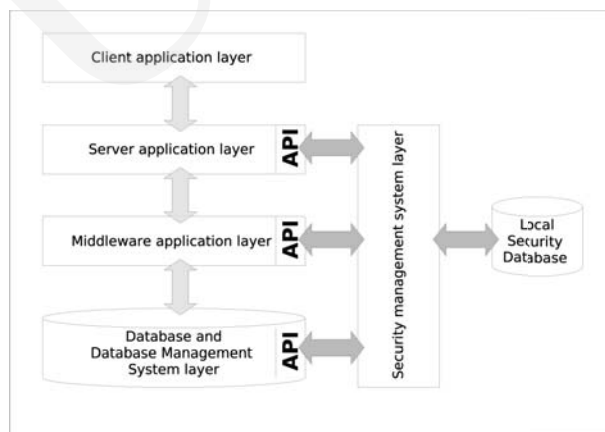 Client application layer
Server application layer
API
Middleware application layer
API
Database and
Database Management
System layer
API
Security management system layer
Local
Security
Database